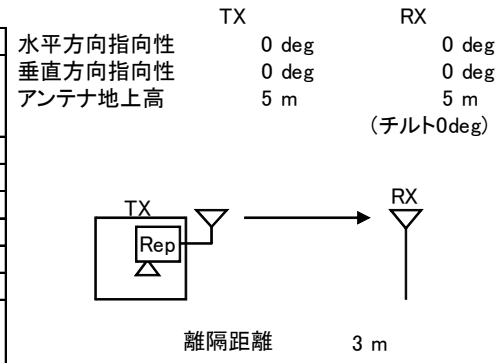 TX RX
水平方向指向性 0 deg 0 deg
垂直方向指向性 0 deg 0 deg
アンテナ地上高 5 m 5 m
(チルト0deg)
TX RX
Rep
離隔距離 3 m